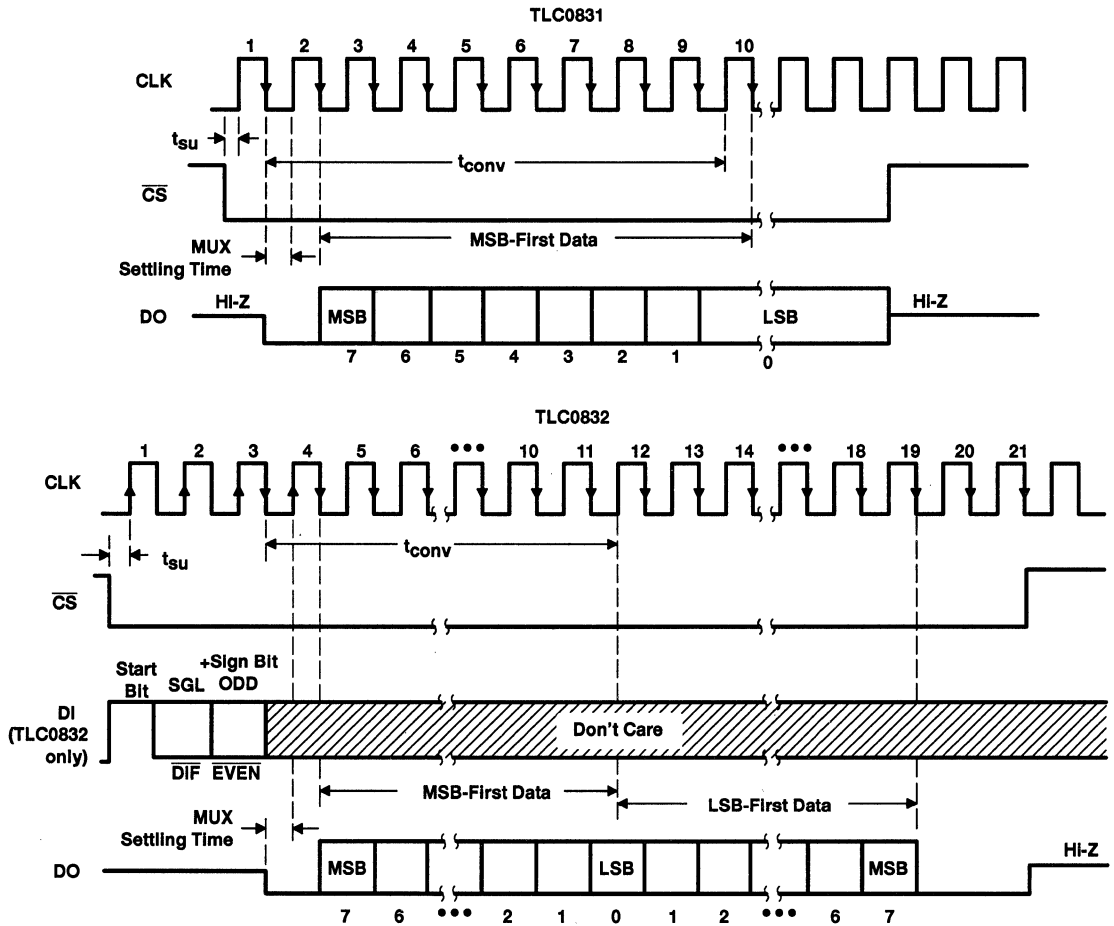 TLC0831
1 2 3 4 5 6 7 8 9 10
CLK
tsu
tconv
CS
MSB-First Data
MUX
Settling Time
Hi-Z
Hi-Z
DO
MSB
LSB
7 6 5 4 3 2 1 0
TLC0832
1 2 3 4 5 6 ••• 10 11 12 13 14 ••• 18 19 20 21
CLK
tsu
tconv
CS
Start
Bit
SGL
+Sign Bit
ODD
DI
(TLC0832
only)
Don't Care
DIF
EVEN
MSB-First Data
LSB-First Data
MUX
Settling Time
Hi-Z
DO
MSB
LSB
MSB
7 6 ••• 2 1 0 1 2 ••• 6 7